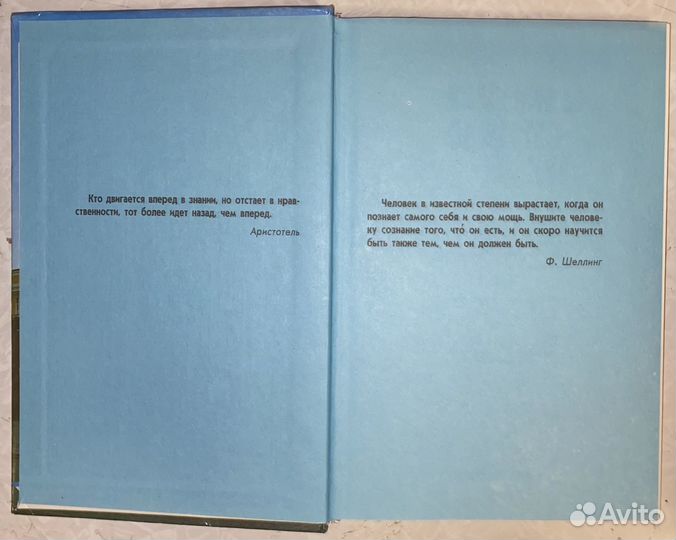 Кто двигается вперед в знании, но отстает в нрав-
ственности, тот более идет назад, чем вперед.
Аристотель
Человек в известной степени вырастает, когда он
познает самого себя и свою мощь. Внушите челове-
ку сознание того, что́ он есть, и он скоро научится
быть также тем, чем он должен быть.
Ф. Шеллинг
Avito